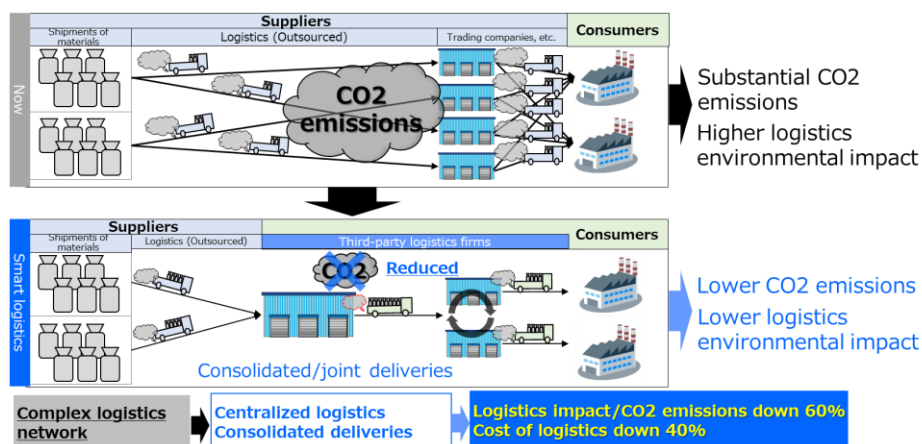 Suppliers
Consumers
Shipments of
materials
Logistics (Outsourced)
Trading companies, etc.
Now
CO2
emissions
Substantial CO2
emissions
Higher logistics
environmental impact
Suppliers
Consumers
Shipments of
materials
Logistics (Outsourced)
Third-party logistics firms
Smart logistics
CO2
Reduced
Consolidated/joint deliveries
Lower CO2 emissions
Lower logistics
environmental impact
Complex logistics
network
Centralized logistics
Consolidated deliveries
Logistics impact/CO2 emissions down 60%
Cost of logistics down 40%